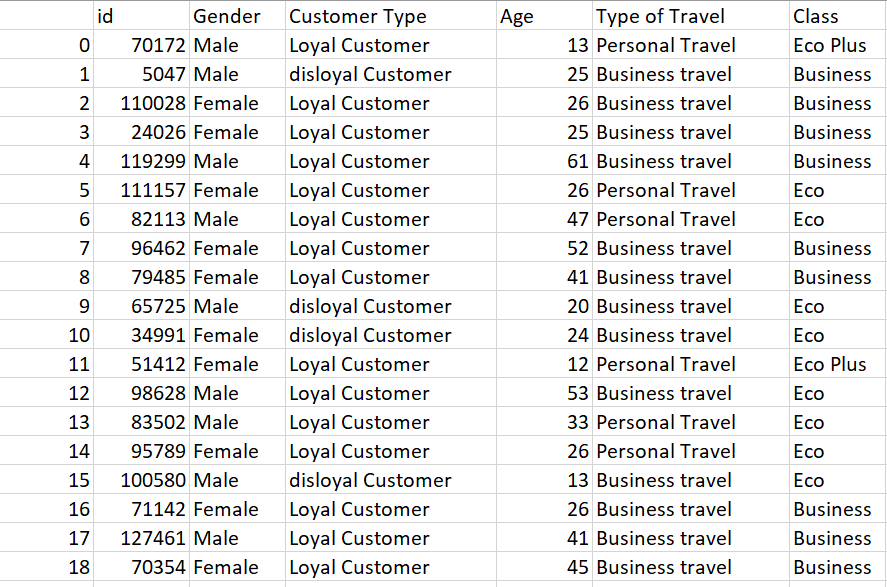 id Gender Customer Type Age Type of Travel Class
0 70172 Male Loyal Customer 13 Personal Travel Eco Plus
1 5047 Male disloyal Customer 25 Business travel Business
2 110028 Female Loyal Customer 26 Business travel Business
3 24026 Female Loyal Customer 25 Business travel Business
4 119299 Male Loyal Customer 61 Business travel Business
5 111157 Female Loyal Customer 26 Personal Travel Eco
6 82113 Male Loyal Customer 47 Personal Travel Eco
7 96462 Female Loyal Customer 52 Business travel Business
8 79485 Female Loyal Customer 41 Business travel Business
9 65725 Male disloyal Customer 20 Business travel Eco
10 34991 Female disloyal Customer 24 Business travel Eco
11 51412 Female Loyal Customer 12 Personal Travel Eco Plus
12 98628 Male Loyal Customer 53 Business travel Eco
13 83502 Male Loyal Customer 33 Personal Travel Eco
14 95789 Female Loyal Customer 26 Personal Travel Eco
15 100580 Male disloyal Customer 13 Business travel Eco
16 71142 Female Loyal Customer 26 Business travel Business
17 127461 Male Loyal Customer 41 Business travel Business
18 70354 Female Loyal Customer 45 Business travel Business